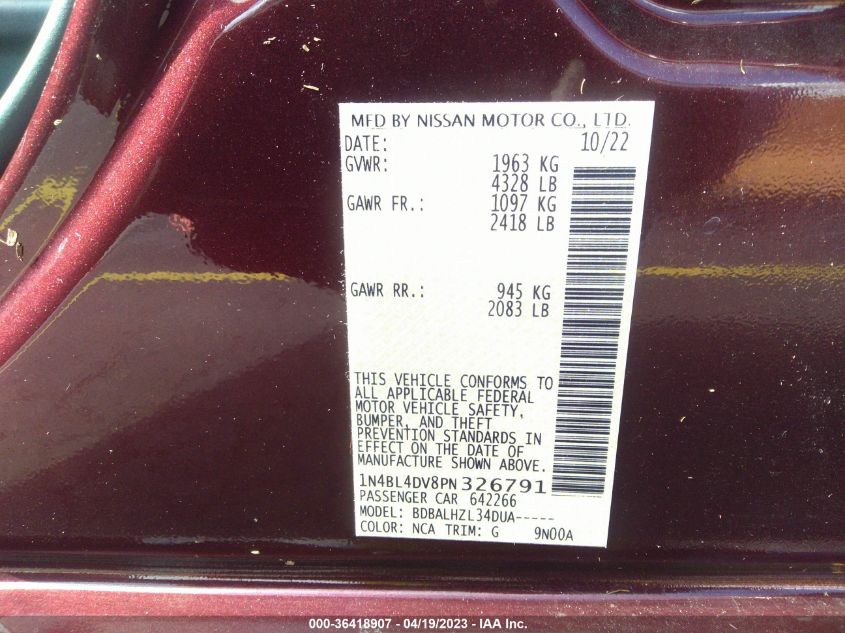 MFD BY NISSAN MOTOR CO., LTD.
DATE: 10/22
GVWR: 1963 KG
4328 LB
GAWR FR.: 1097 KG
2418 LB
GAWR RR.: 945 KG
2083 LB
THIS VEHICLE CONFORMS TO
ALL APPLICABLE FEDERAL
MOTOR VEHICLE SAFETY,
BUMPER, AND THEFT
PREVENTION STANDARDS IN
EFFECT ON THE DATE OF
MANUFACTURE SHOWN ABOVE.
1N4BL4DV8PN326791
PASSENGER CAR 642266
MODEL: BDBALHZL34DUA-----
COLOR: NCA TRIM: G 9N00A
000-36418907 - 04/19/2023 - IAA Inc.